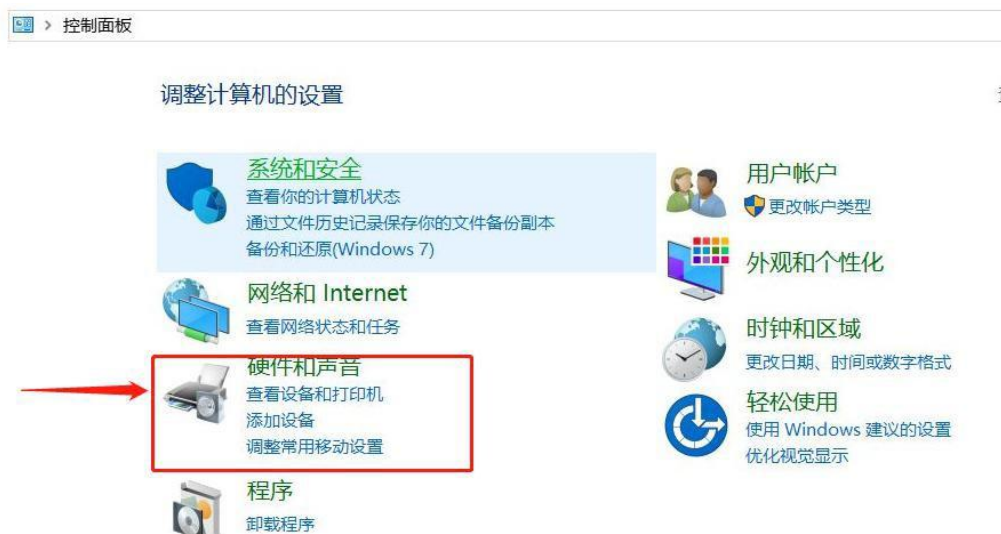 控制面板
调整计算机的设置
系统和安全
查看你的计算机状态
通过文件历史记录保存你的文件备份副本
备份和还原(Windows 7)
网络和 Internet
查看网络状态和任务
硬件和声音
查看设备和打印机
添加设备
调整常用移动设置
程序
卸载程序
用户帐户
更改帐户类型
外观和个性化
时钟和区域
更改日期、时间或数字格式
轻松使用
使用 Windows 建议的设置
优化视觉显示